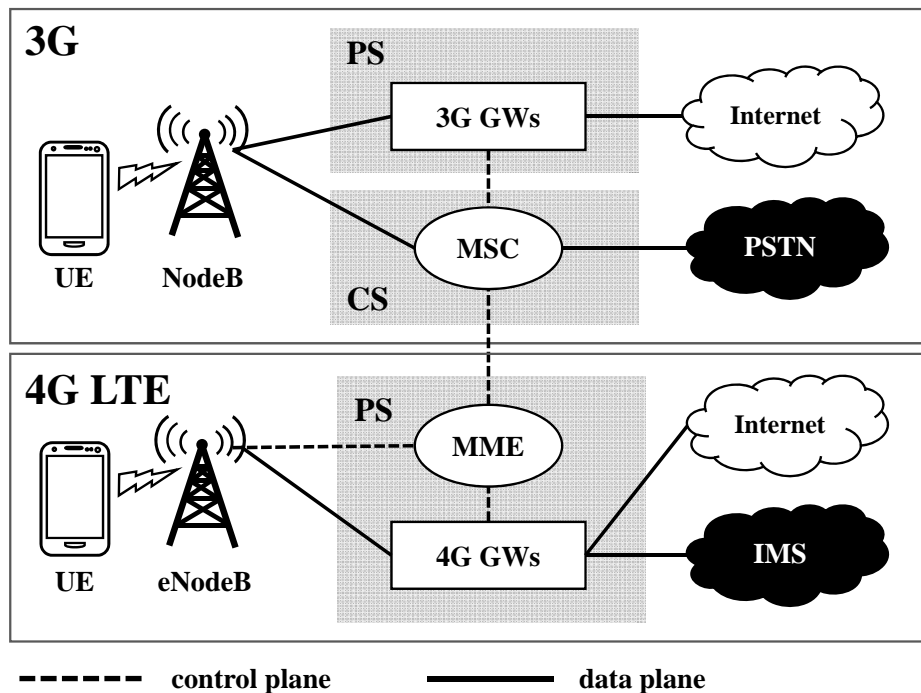 3G
PS
3G GWs
Internet
UE
NodeB
MSC
PSTN
CS
4G LTE
PS
MME
Internet
UE
eNodeB
4G GWs
IMS
control plane
data plane